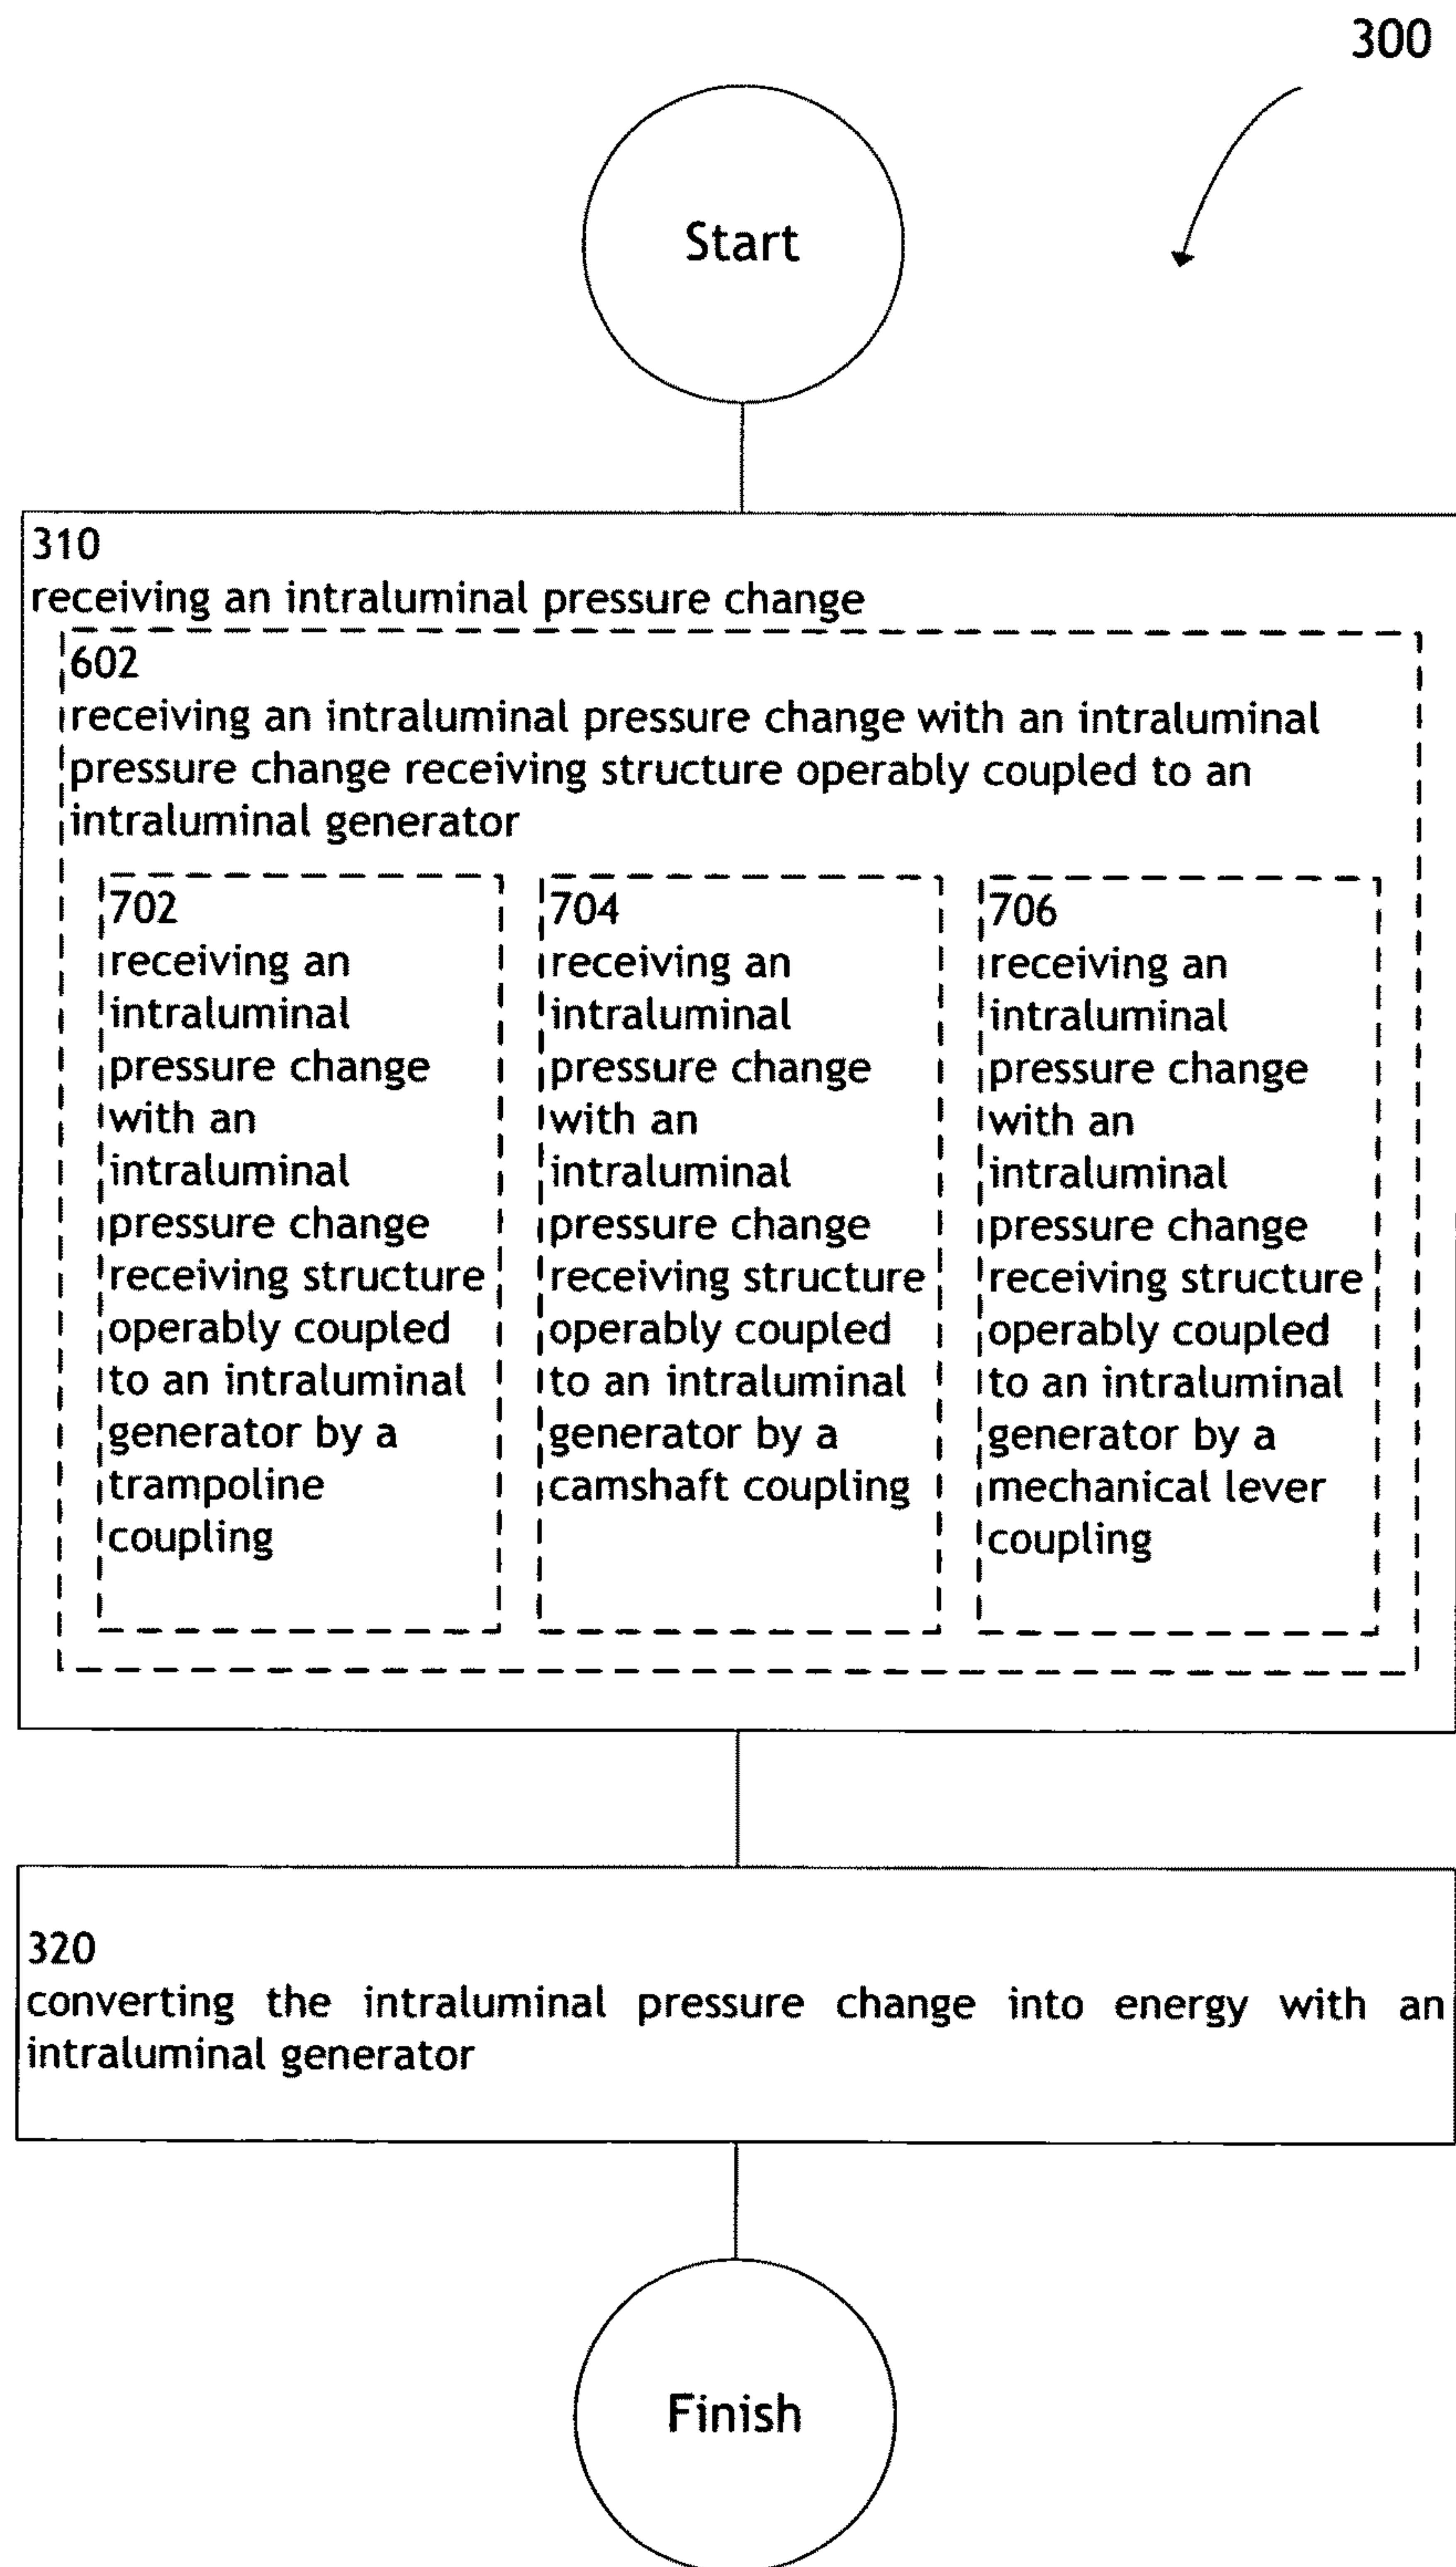 300
Start
310
receiving an intraluminal pressure change
602
receiving an intraluminal pressure change with an intraluminal
pressure change receiving structure operably coupled to an
intraluminal generator
702
receiving an
intraluminal
pressure change
with an
intraluminal
pressure change
receiving structure
operably coupled
to an intraluminal
generator by a
trampoline
coupling
704
receiving an
intraluminal
pressure change
with an
intraluminal
pressure change
receiving structure
operably coupled
to an intraluminal
generator by a
camshaft coupling
706
receiving an
intraluminal
pressure change
with an
intraluminal
pressure change
receiving structure
operably coupled
to an intraluminal
generator by a
mechanical lever
coupling
320
converting the intraluminal pressure change into energy with an
intraluminal generator
Finish